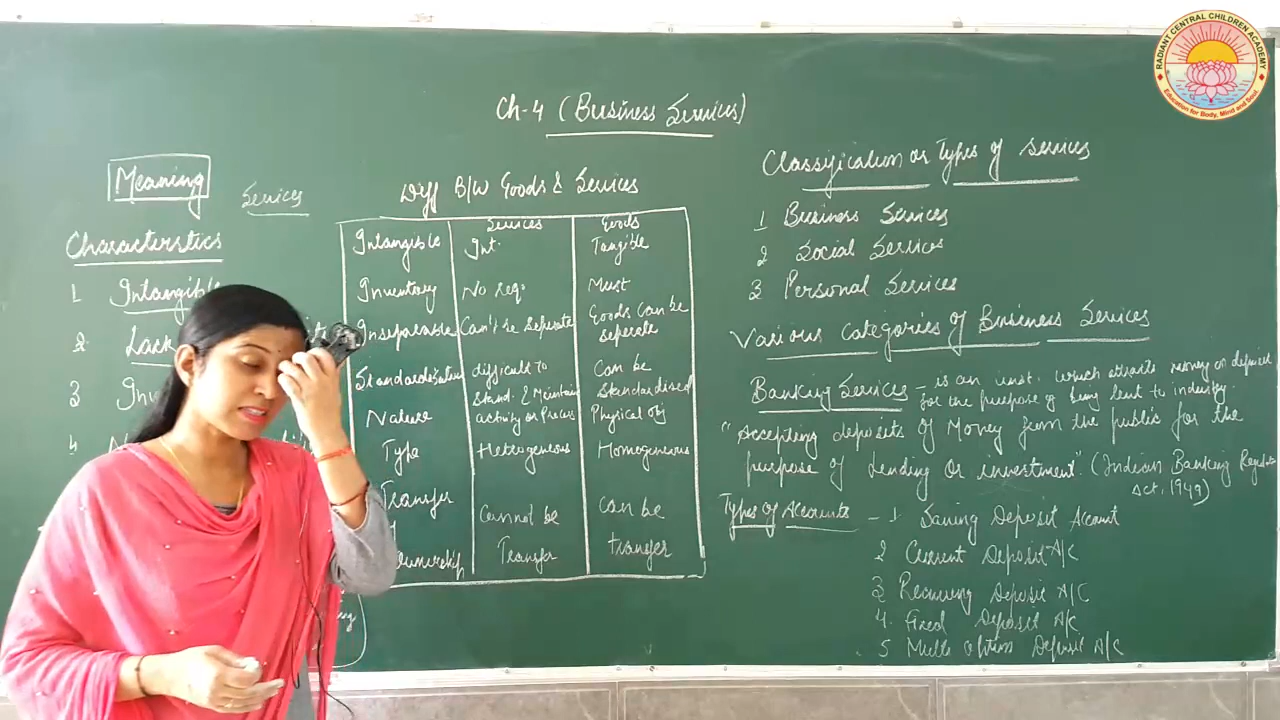 RADIANT CENTRAL CHILDREN ACADEMY
Education for Body, Mind and Soul
Ch-4 (Business Services)
Meaning
Services
Characterstics
1 Intangible
2. Lack
3
4
Diff B/W Goods & Services
Services Goods
Intangible Int. Tangible
Inventory No req. Must
Inseparable Can't be seperate Goods can be
seperate
difficult to Can be
stand. & Maintain Standardised
Nature activity or Process Physical obj
Type Hetrogeneous Homogeneous
Transfer
Cannot be can be
Ownership Transfer transfer
Classification or Types of services
1 Business Services
2 Social Services
3 Personal Services
Various categories of Business Services
Banking Services - is an inst. which attracts money or deposit
for the purpose of being lent to industry.
"Accepting deposits of Money from the public for the
purpose of lending or investment" (Indian Banking
Act, 1949)
Types of Accounts - 1 Saving Deposit Account
2 Current Deposit A/C
3 Recurring Deposit A/C
4. Fixed Deposit A/C
5 Deposit A/C